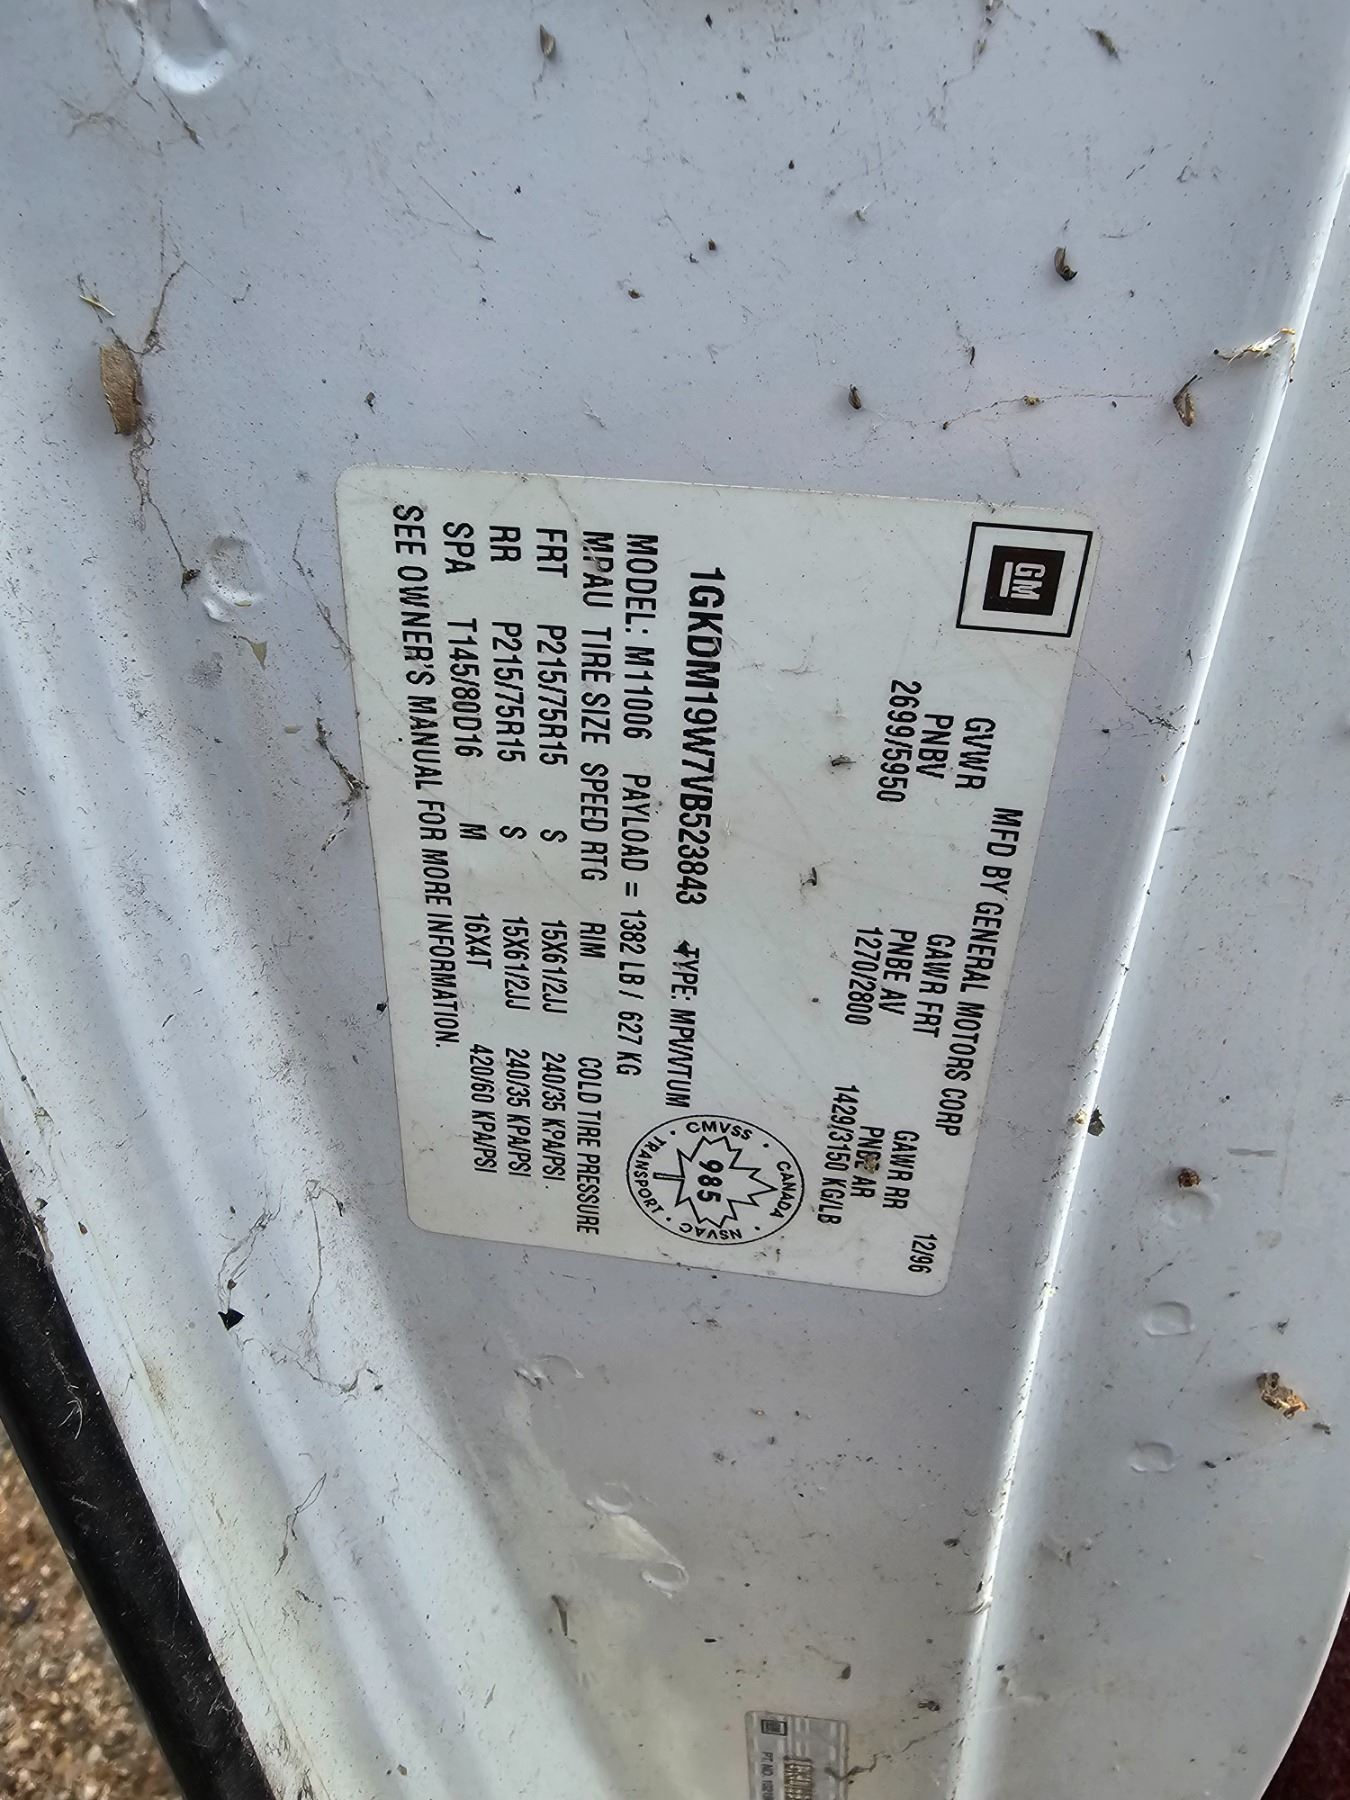 GM
MFD BY GENERAL MOTORS CORP 12/96
GVWR GAWR FRT GAWR RR
PNBV PNBE AV PNBE AR
2699/5950 1270/2800 1429/3150 KG/LB
1GKDM19W7VB523843 TYPE: MPV/VTUM
CANADA · CMVSS · TRANSPORT · NSVAC ·
985
MODEL: M11006 PAYLOAD = 1382 LB / 627 KG
MPAU TIRE SIZE SPEED RTG RIM COLD TIRE PRESSURE
FRT P215/75R15 S 15X61/2JJ 240/35 KPA/PSI
RR P215/75R15 S 15X61/2JJ 240/35 KPA/PSI
SPA T145/80D16 M 16X4T 420/60 KPA/PSI
SEE OWNER'S MANUAL FOR MORE INFORMATION.
GM